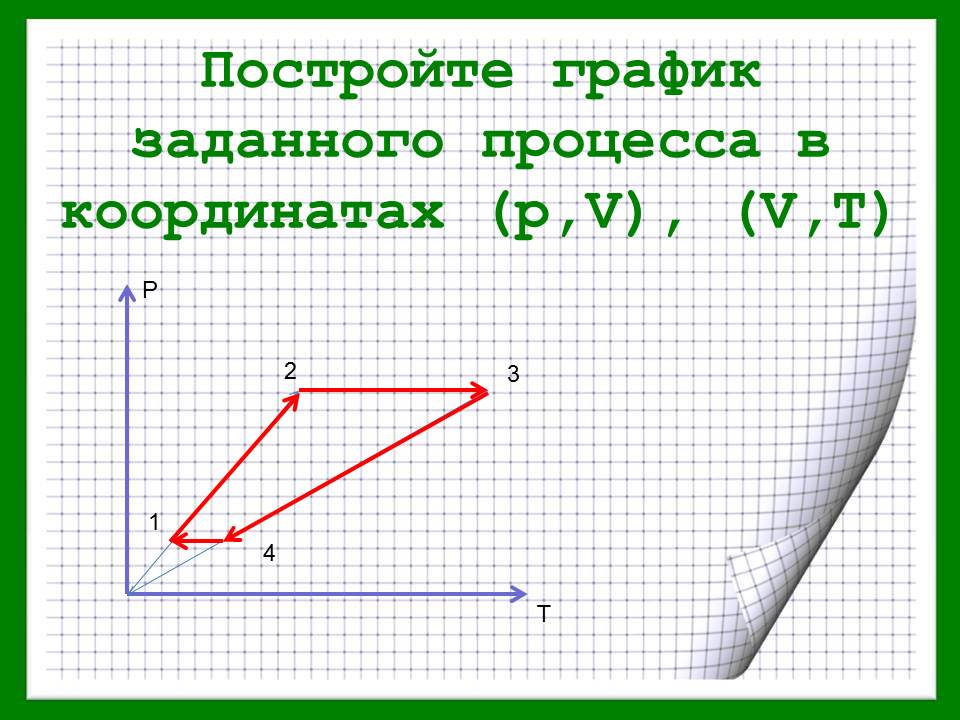 Постройте график
заданного процесса в
координатах (p,V), (V,T)
P
2
3
1
4
T